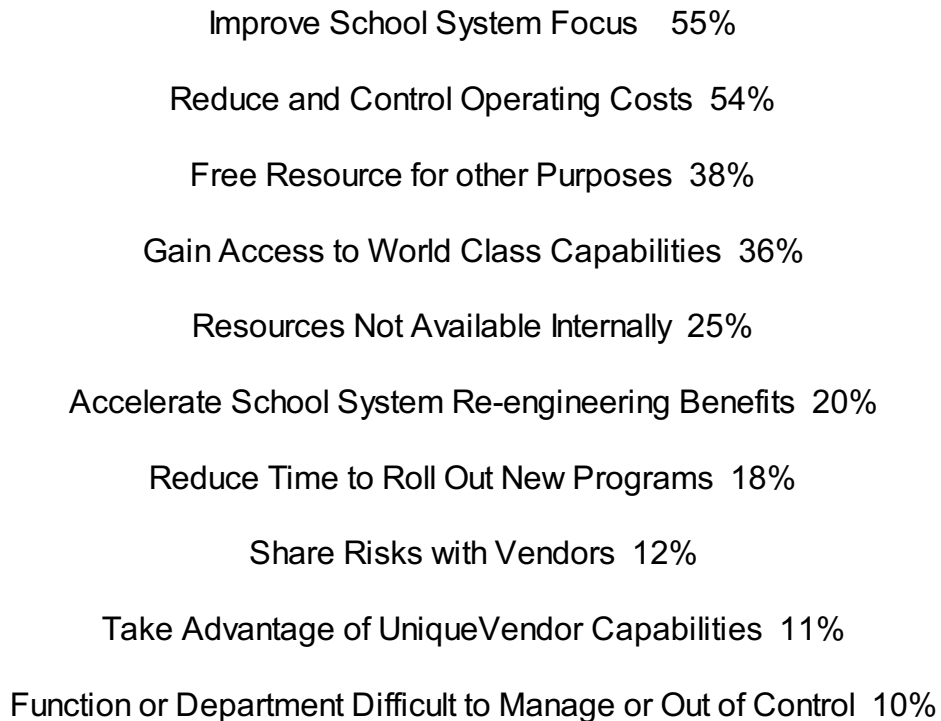 Improve School System Focus 55%
Reduce and Control Operating Costs 54%
Free Resource for other Purposes 38%
Gain Access to World Class Capabilities 36%
Resources Not Available Internally 25%
Accelerate School System Re-engineering Benefits 20%
Reduce Time to Roll Out New Programs 18%
Share Risks with Vendors 12%
Take Advantage of UniqueVendor Capabilities 11%
Function or Department Difficult to Manage or Out of Control 10%